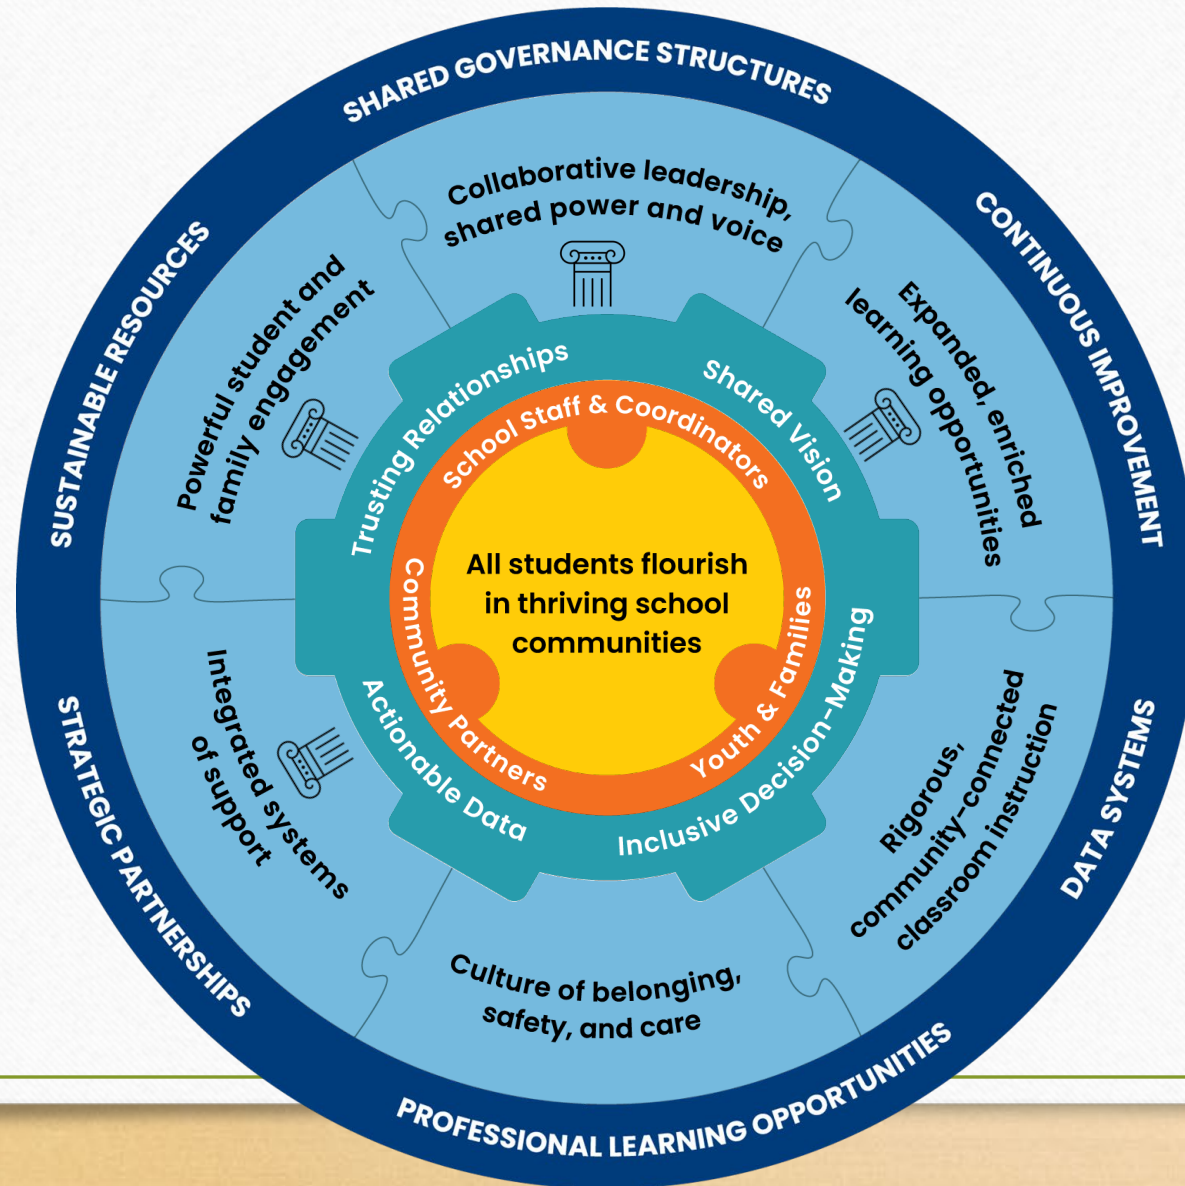 SHARED GOVERNANCE STRUCTURES
CONTINUOUS IMPROVEMENT
DATA SYSTEMS
PROFESSIONAL LEARNING OPPORTUNITIES
STRATEGIC PARTNERSHIPS
SUSTAINABLE RESOURCES
Collaborative leadership,
shared power and voice
Expanded, enriched
learning opportunities
Rigorous,
community-connected
classroom instruction
Culture of belonging,
safety, and care
Integrated systems
of support
Powerful student and
family engagement
Trusting Relationships
Shared Vision
Inclusive Decision-Making
Actionable Data
School Staff & Coordinators
Youth & Families
Community Partners
All students flourish
in thriving school
communities